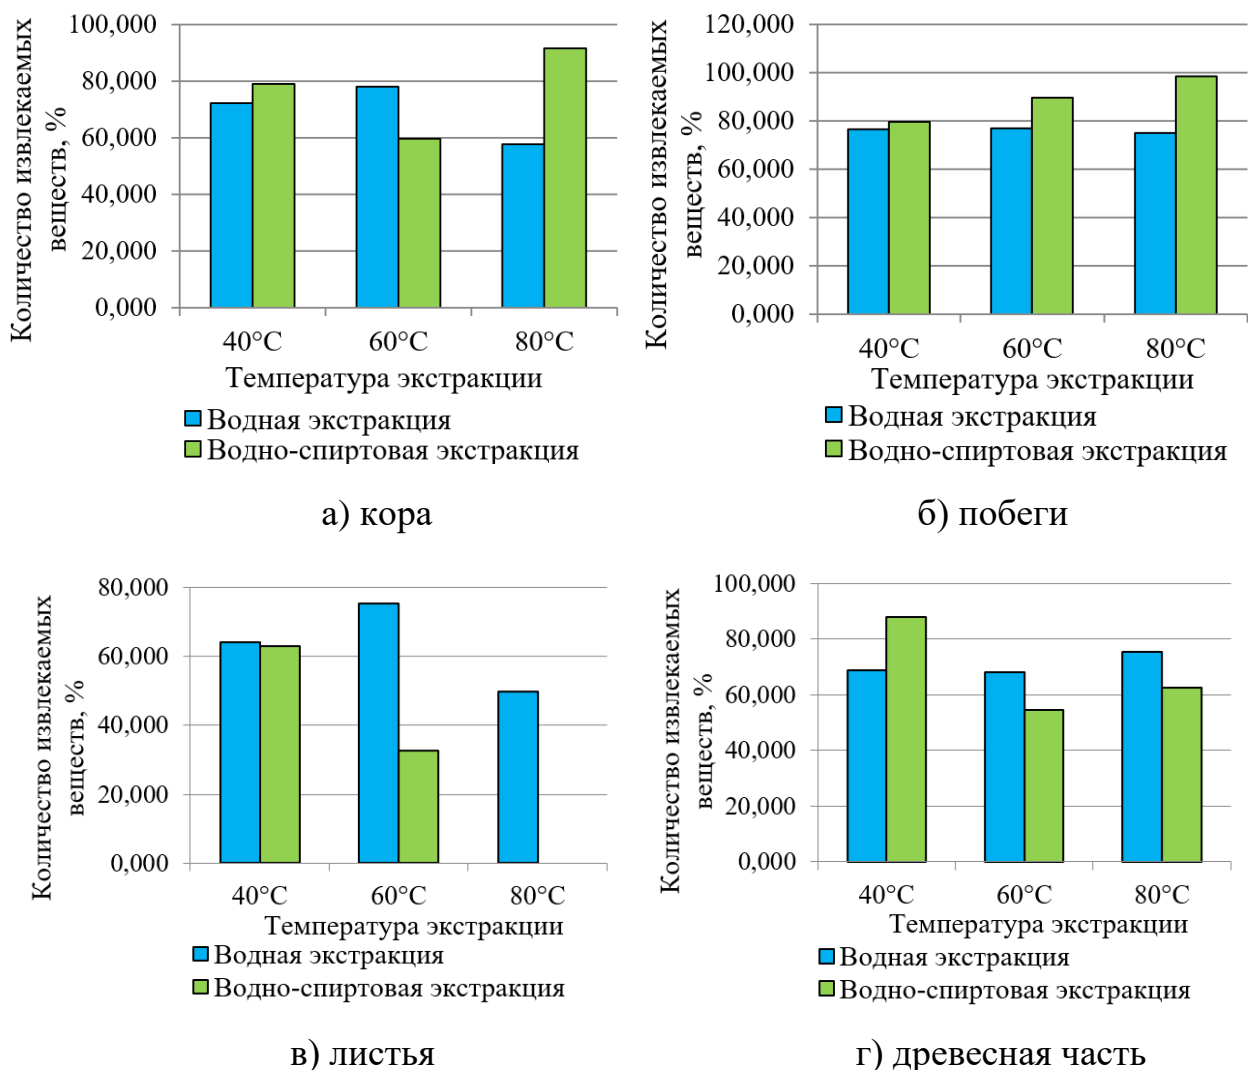 Количество извлекаемых
веществ, %
100,000
80,000
60,000
40,000
20,000
0,000
40°C
60°C
80°C
Температура экстракции
Водная экстракция
Водно-спиртовая экстракция
а) кора
Количество извлекаемых
веществ, %
120,000
100,000
80,000
60,000
40,000
20,000
0,000
40°C
60°C
80°C
Температура экстракции
Водная экстракция
Водно-спиртовая экстракция
б) побеги
Количество извлекаемых
веществ, %
80,000
60,000
40,000
20,000
0,000
40°C
60°C
80°C
Температура экстракции
Водная экстракция
Водно-спиртовая экстракция
в) листья
Количество извлекаемых
веществ, %
100,000
80,000
60,000
40,000
20,000
0,000
40°C
60°C
80°C
Температура экстракции
Водная экстракция
Водно-спиртовая экстракция
г) древесная часть